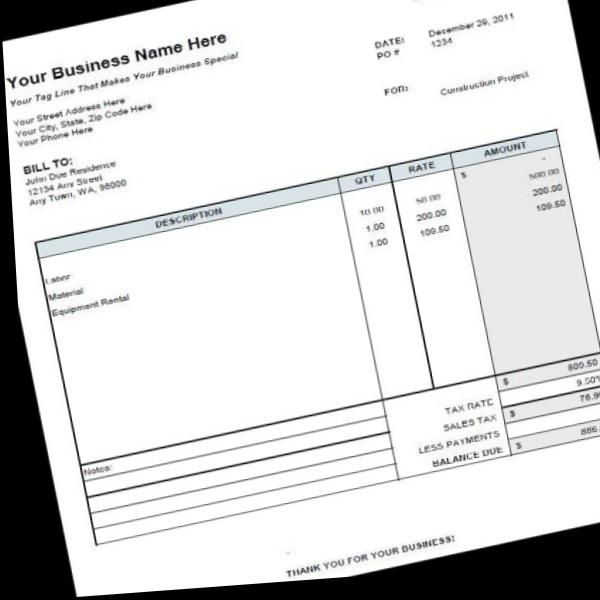 Your Business Name Here
Your Tag Line That Makes Your Business Special
Your Street Address Here
Your City, State, Zip Code Here
Your Phone Here
DATE: December 29, 2011
PO # 1234
FOR: Construction Project
BILL TO:
John Due Residence
12134 Any Street
Any Town, WA, 98000
DESCRIPTION QTY RATE AMOUNT
$ -
Labor 10.00 50.00 500.00
Material 1.00 200.00 200.00
Equipment Rental 1.00 109.50 109.50
$ 809.50
TAX RATE 9.50%
SALES TAX $ 76.9
LESS PAYMENTS
BALANCE DUE $ 886.
Notes:
THANK YOU FOR YOUR BUSINESS!